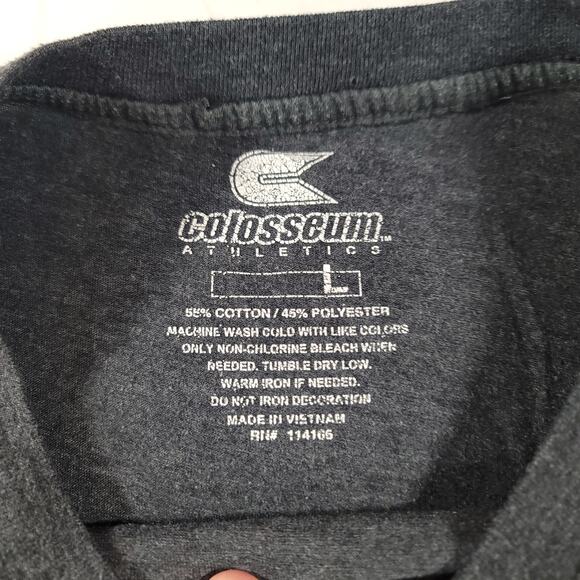 colosseum™
ATHLETICS
L
55% COTTON / 45% POLYESTER
MACHINE WASH COLD WITH LIKE COLORS
ONLY NON-CHLORINE BLEACH WHEN
NEEDED. TUMBLE DRY LOW.
WARM IRON IF NEEDED.
DO NOT IRON DECORATION
MADE IN VIETNAM
RN# 114166